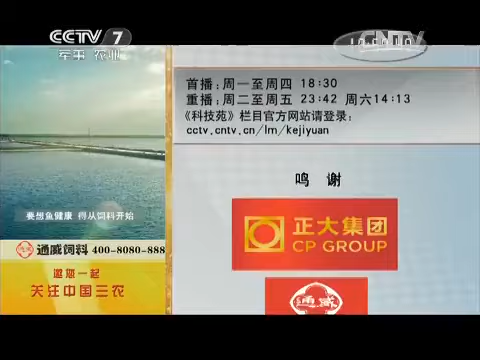 CCTV 7
军事 农业
CNTV
首播:周一至周四 18:30
重播:周二至周五 23:42 周六14:13
《科技苑》栏目官方网站请登录:
cctv.cntv.cn/lm/kejiyuan
鸣 谢
正大集团
CP GROUP
通威
要想鱼健康 得从饲料开始
通威饲料 400-8080-888
邀您一起
关注中国三农